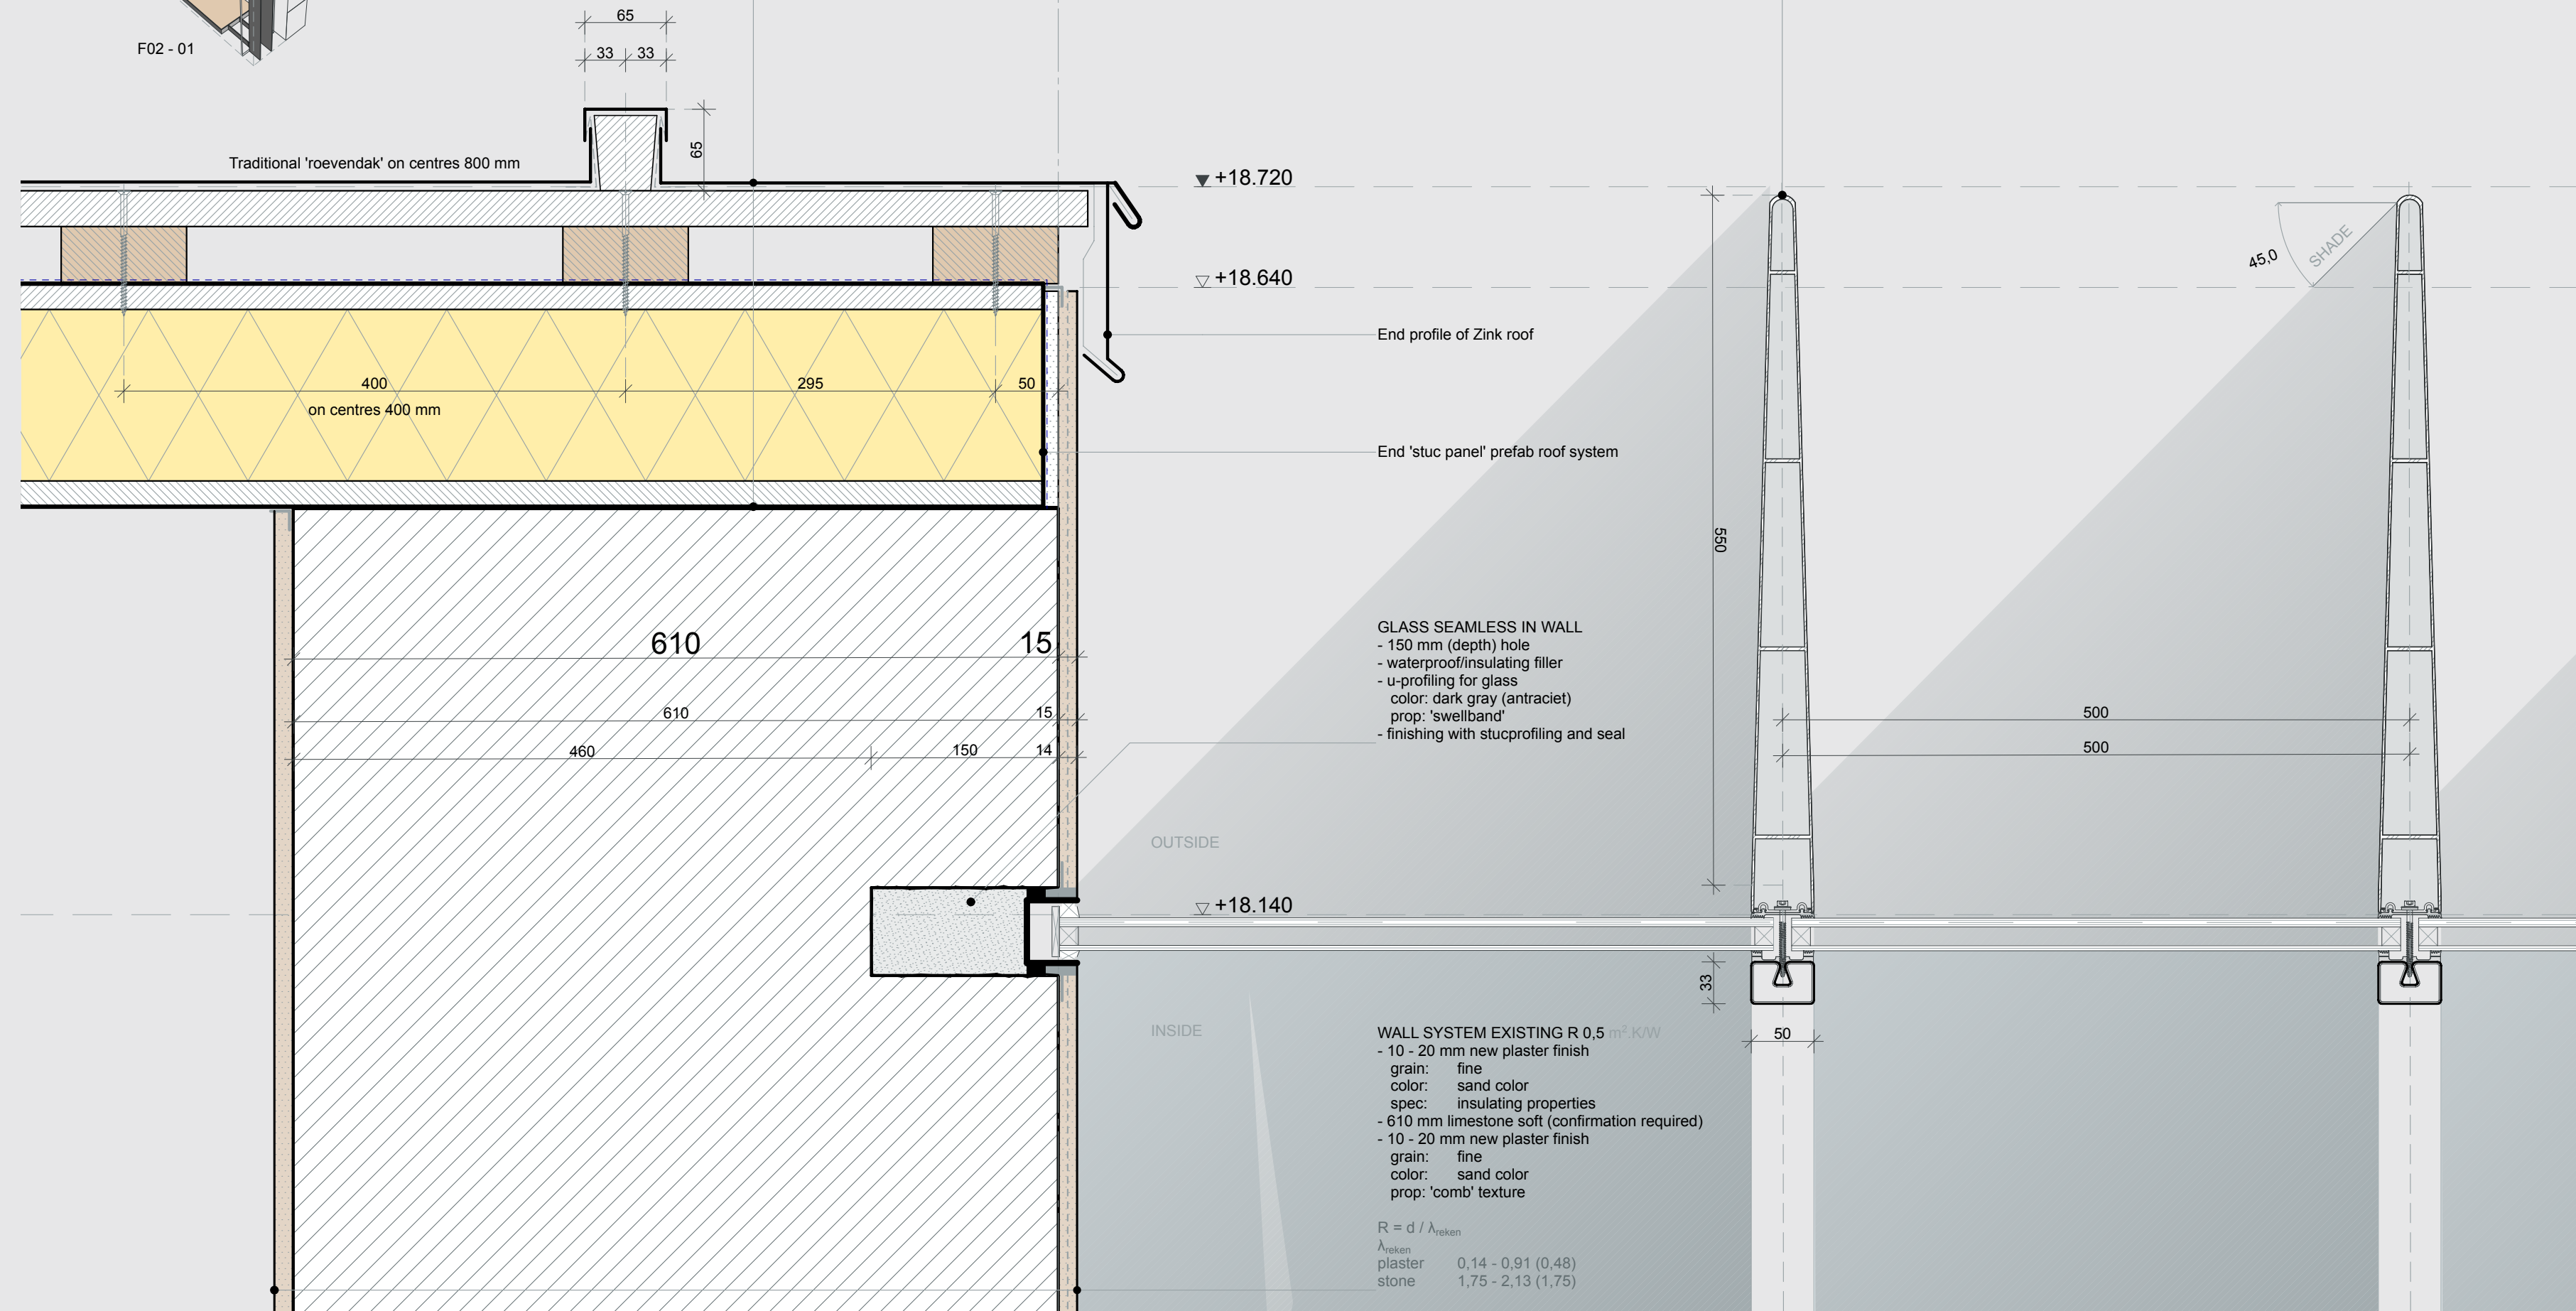 F02 - 01
65
33 33
65
Traditional 'roevendak' on centres 800 mm
+18.720
+18.640
45,0
SHADE
End profile of Zink roof
400 295 50
on centres 400 mm
End 'stuc panel' prefab roof system
550
610 15
610 15
460 150 14
GLASS SEAMLESS IN WALL
- 150 mm (depth) hole
- waterproof/insulating filler
- u-profiling for glass
color: dark gray (antraciet)
prop: 'swellband'
- finishing with stucprofiling and seal
500
500
OUTSIDE
+18.140
33
50
INSIDE
WALL SYSTEM EXISTING R 0,5 m².K/W
- 10 - 20 mm new plaster finish
grain: fine
color: sand color
spec: insulating properties
- 610 mm limestone soft (confirmation required)
- 10 - 20 mm new plaster finish
grain: fine
color: sand color
prop: 'comb' texture
R = d / λreken
λreken
plaster 0,14 - 0,91 (0,48)
stone 1,75 - 2,13 (1,75)